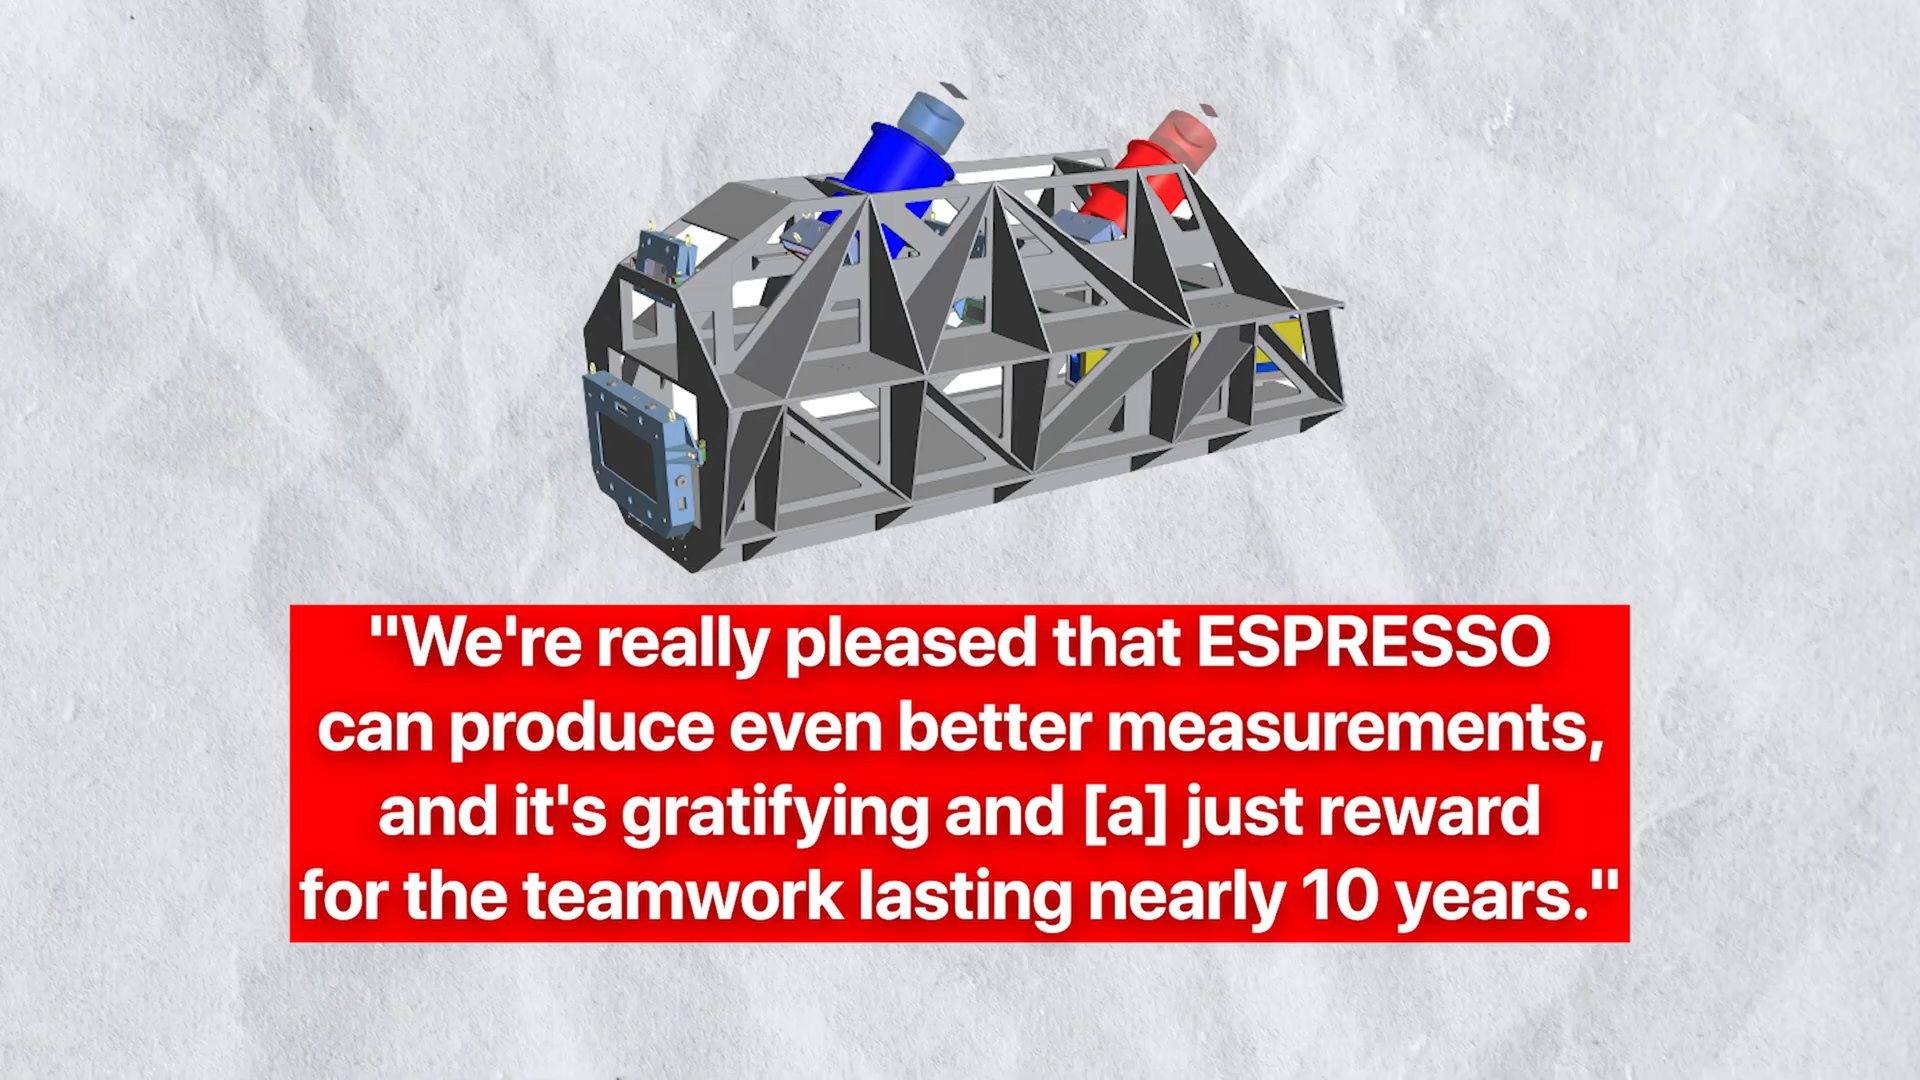 "We're really pleased that ESPRESSO
can produce even better measurements,
and it's gratifying and [a] just reward
for the teamwork lasting nearly 10 years."